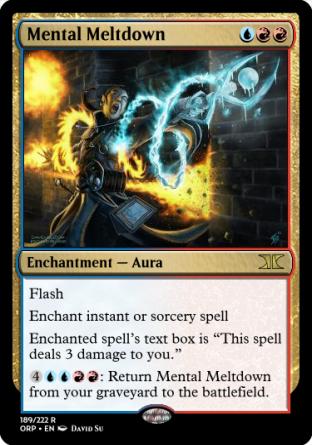 Mental Meltdown
Enchantment — Aura
Flash
Enchant instant or sorcery spell
Enchanted spell's text box is "This spell
deals 3 damage to you."
4: Return Mental Meltdown
from your graveyard to the battlefield.
189/222 R
ORP • EN DAVID SU